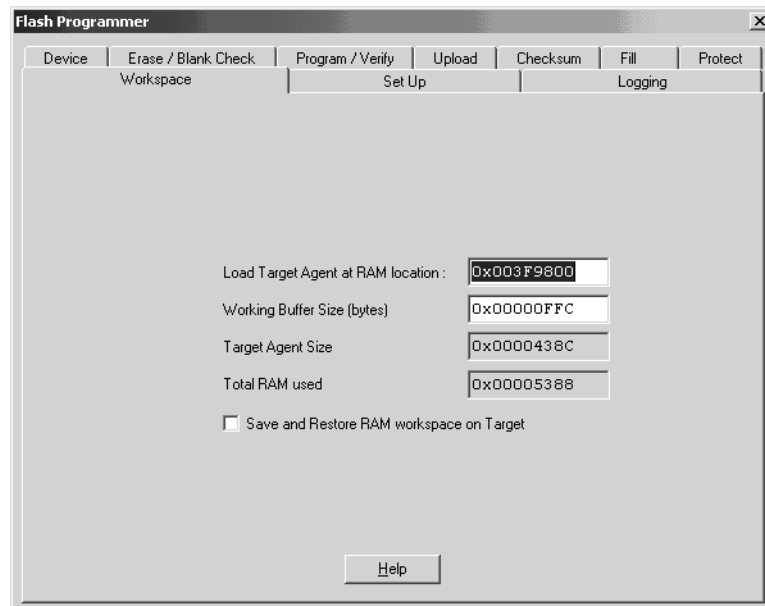 Flash Programmer
Device Erase / Blank Check Program / Verify Upload Checksum Fill Protect
Workspace Set Up Logging
Load Target Agent at RAM location : 0x003F9800
Working Buffer Size (bytes) 0x00000FFC
Target Agent Size 0x0000438C
Total RAM used 0x00005388
Save and Restore RAM workspace on Target
Help